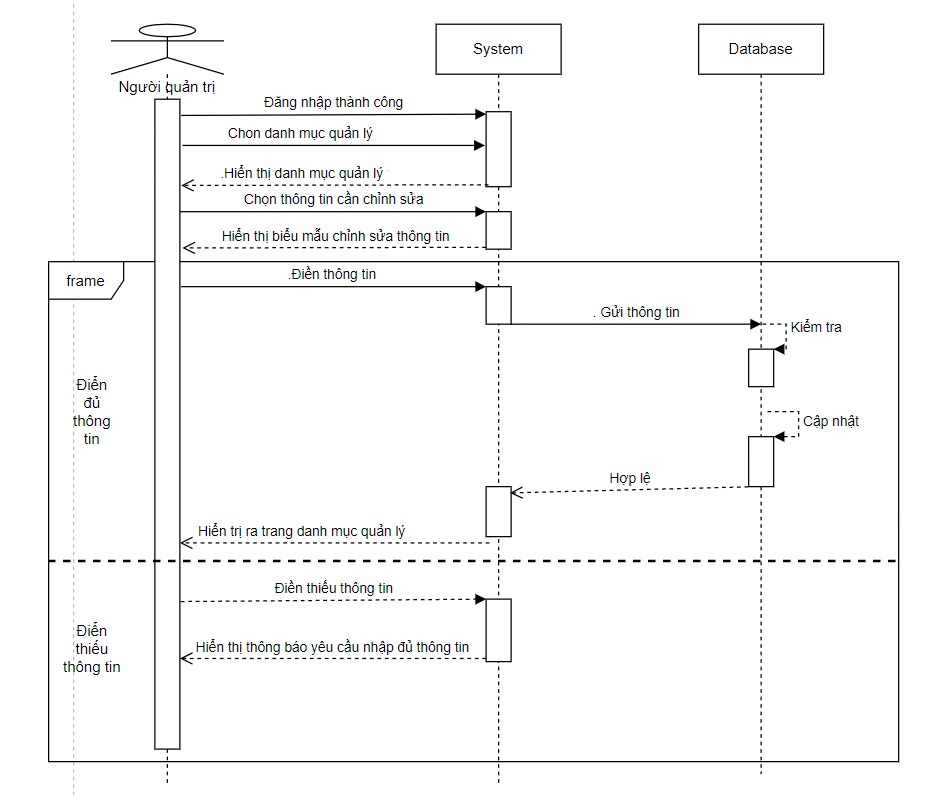 System
Database
Người quản trị
Đăng nhập thành công
Chon danh mục quản lý
.Hiển thị danh mục quản lý
Chọn thông tin cần chỉnh sửa
Hiển thị biểu mẫu chỉnh sửa thông tin
frame
.Điền thông tin
. Gửi thông tin
Kiểm tra
Điển
đủ
thông
tin
Cập nhật
Hợp lệ
Hiển trị ra trang danh mục quản lý
Điền thiếu thông tin
Điển
thiếu
thông tin
Hiển thị thông báo yêu cầu nhập đủ thông tin